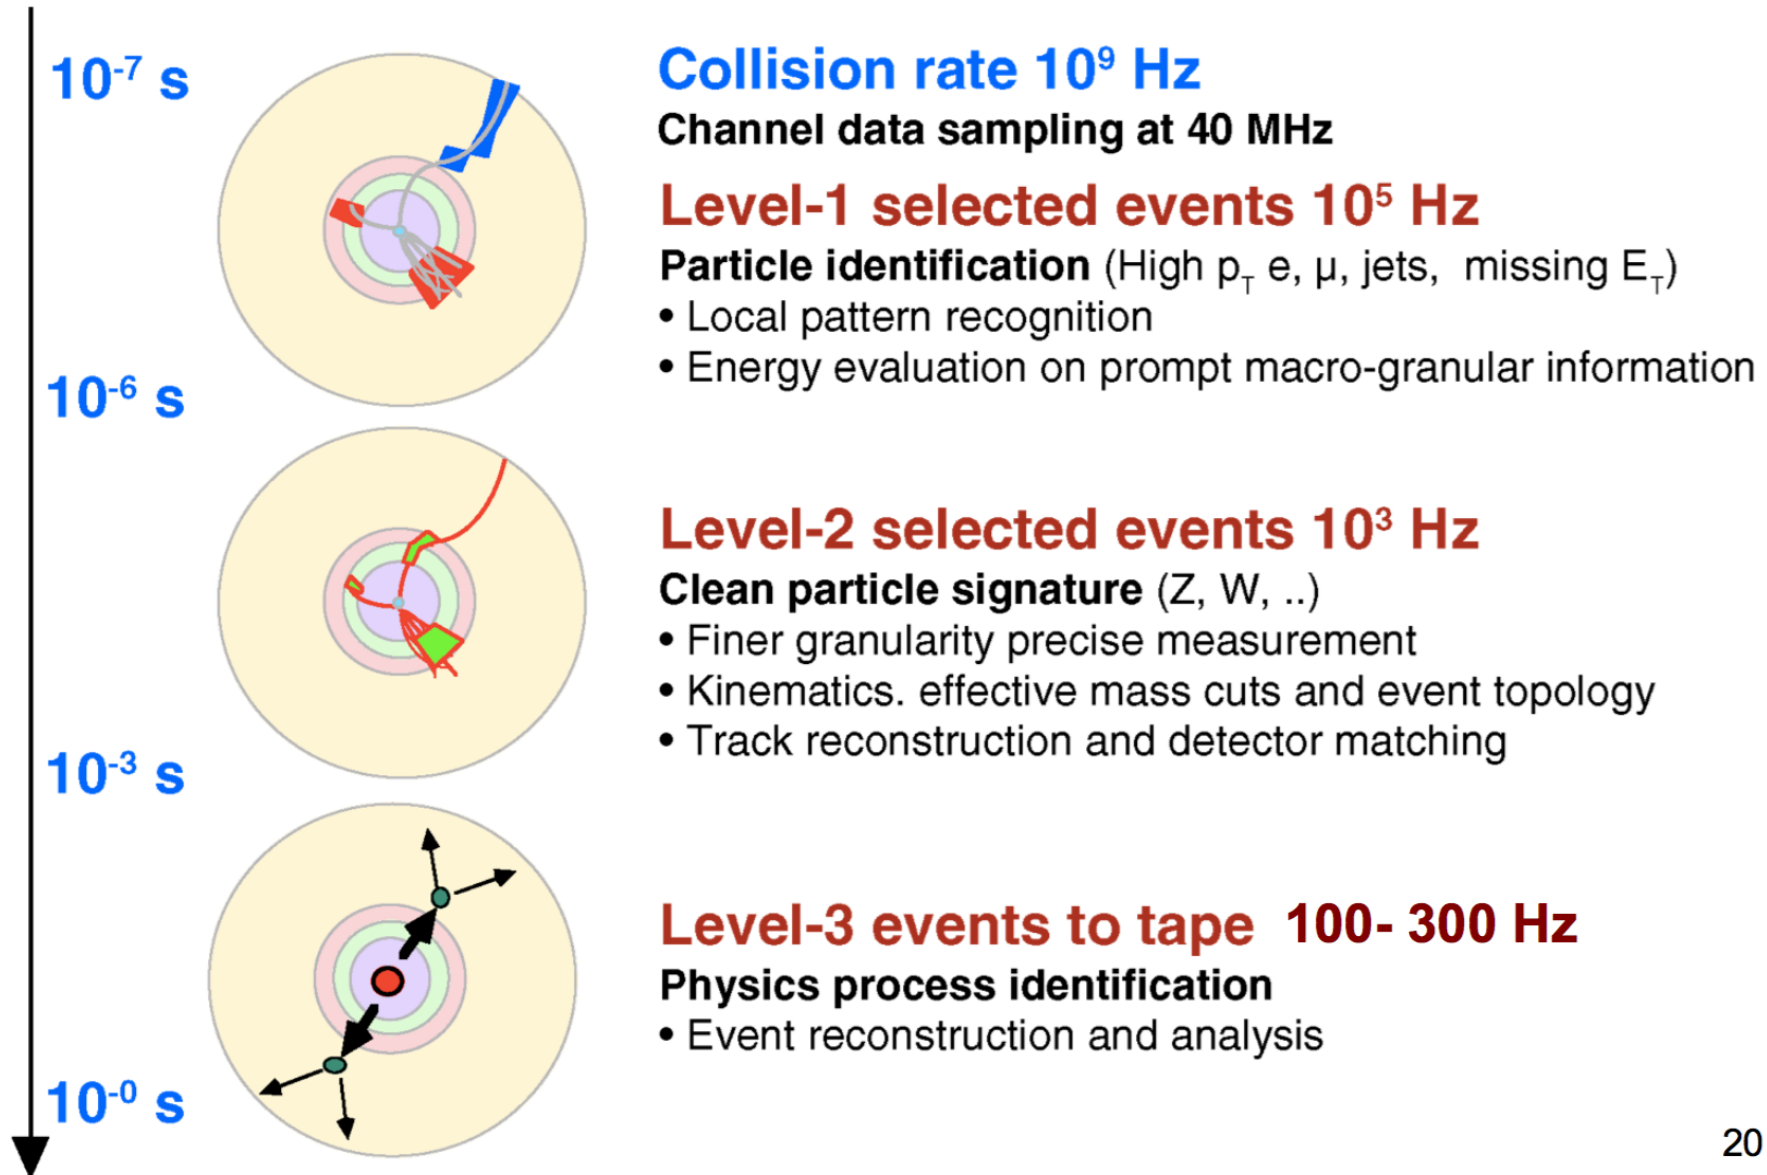 10⁻⁷ s
Collision rate 10⁹ Hz
Channel data sampling at 40 MHz
Level-1 selected events 10⁵ Hz
Particle identification (High p_T e, µ, jets, missing E_T)
• Local pattern recognition
• Energy evaluation on prompt macro-granular information
10⁻⁶ s
Level-2 selected events 10³ Hz
Clean particle signature (Z, W, ..)
• Finer granularity precise measurement
• Kinematics. effective mass cuts and event topology
• Track reconstruction and detector matching
10⁻³ s
Level-3 events to tape 100- 300 Hz
Physics process identification
• Event reconstruction and analysis
10⁻⁰ s
20